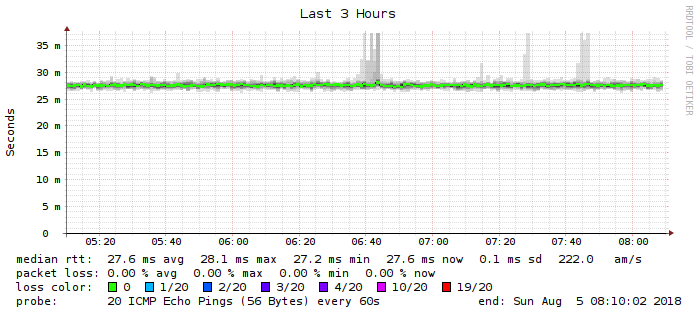 Last 3 Hours
RRDTOOL / TOBI OETIKER
Seconds
35 m
30 m
25 m
20 m
15 m
10 m
5 m
0
05:20 05:40 06:00 06:20 06:40 07:00 07:20 07:40 08:00
median rtt: 27.6 ms avg 28.1 ms max 27.2 ms min 27.6 ms now 0.1 ms sd 222.0 am/s
packet loss: 0.00 % avg 0.00 % max 0.00 % min 0.00 % now
loss color: 0 1/20 2/20 3/20 4/20 10/20 19/20
probe: 20 ICMP Echo Pings (56 Bytes) every 60s end: Sun Aug 5 08:10:02 2018